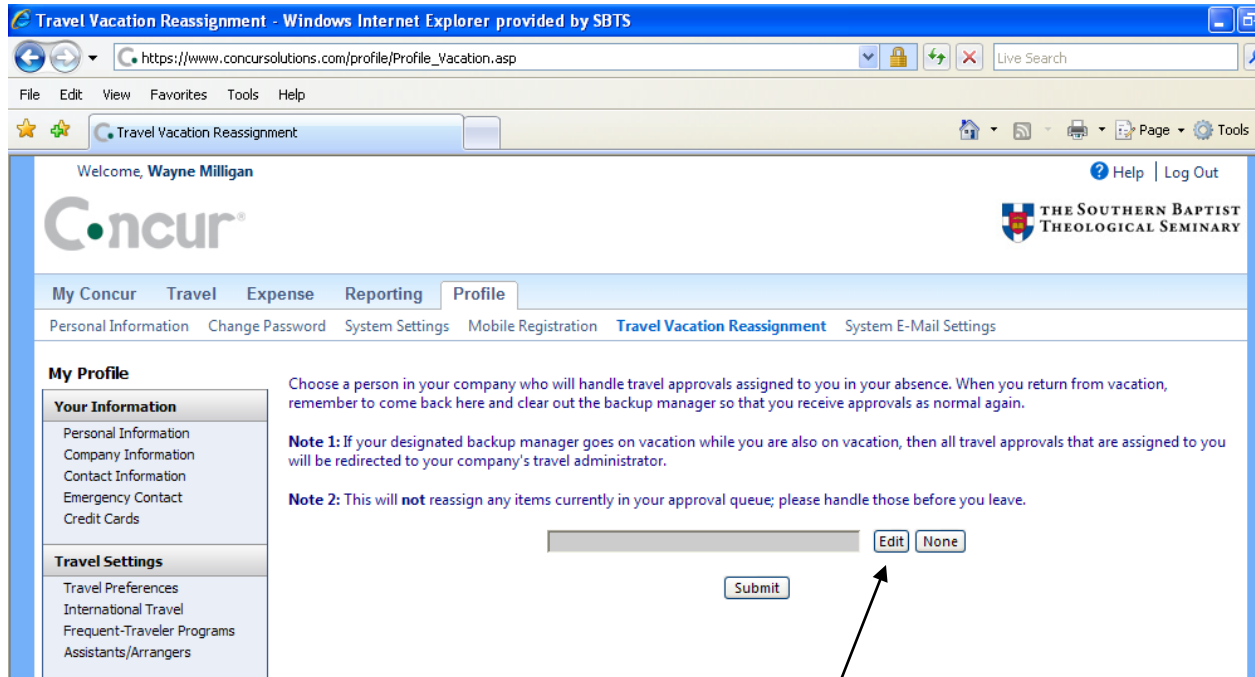 Travel Vacation Reassignment - Windows Internet Explorer provided by SBTS
https://www.concursolutions.com/profile/Profile_Vacation.asp
Live Search
File Edit View Favorites Tools Help
Travel Vacation Reassignment
Page Tools
Welcome, Wayne Milligan
Help | Log Out
Concur®
THE SOUTHERN BAPTIST
THEOLOGICAL SEMINARY
My Concur Travel Expense Reporting Profile
Personal Information Change Password System Settings Mobile Registration Travel Vacation Reassignment System E-Mail Settings
My Profile
Your Information
Personal Information
Company Information
Contact Information
Emergency Contact
Credit Cards
Travel Settings
Travel Preferences
International Travel
Frequent-Traveler Programs
Assistants/Arrangers
Choose a person in your company who will handle travel approvals assigned to you in your absence. When you return from vacation,
remember to come back here and clear out the backup manager so that you receive approvals as normal again.
Note 1: If your designated backup manager goes on vacation while you are also on vacation, then all travel approvals that are assigned to you
will be redirected to your company's travel administrator.
Note 2: This will not reassign any items currently in your approval queue; please handle those before you leave.
Edit None
Submit